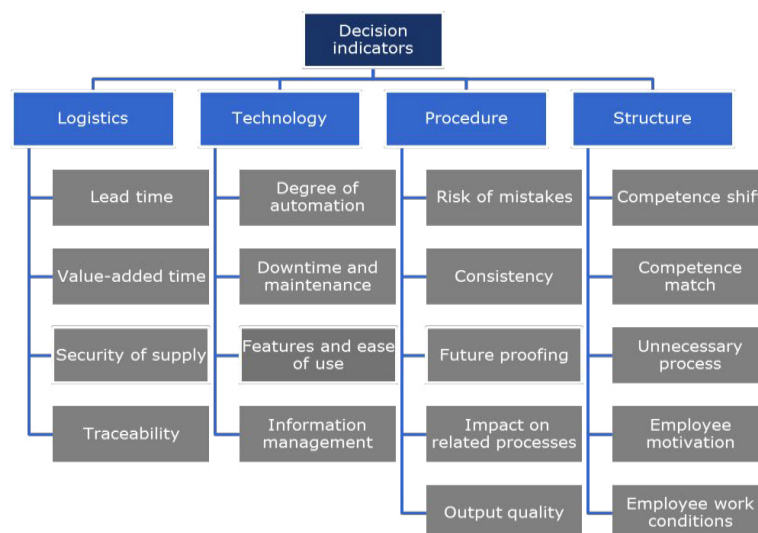 Decision
indicators
Logistics
Technology
Procedure
Structure
Lead time
Degree of
automation
Risk of mistakes
Competence shift
Value-added time
Downtime and
maintenance
Consistency
Competence
match
Security of supply
Features and ease
of use
Future proofing
Unnecessary
process
Traceability
Information
management
Impact on
related processes
Employee
motivation
Output quality
Employee work
conditions